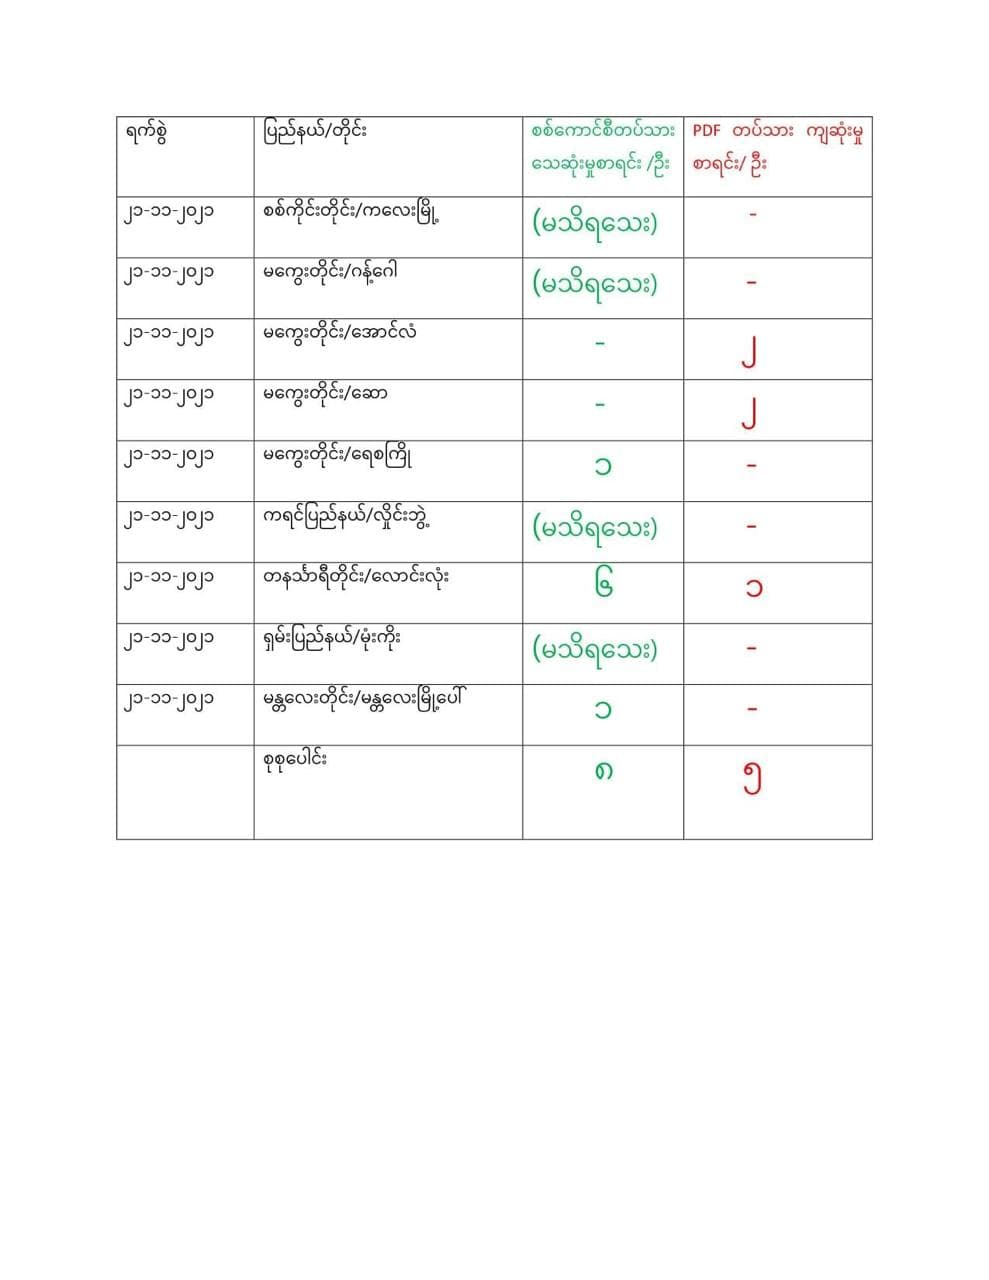 ရက်စွဲ
ပြည်နယ်/တိုင်း
စစ်ကောင်စီတပ်သား
သေဆုံးမှုစာရင်း /ဦး
PDF တပ်သား ကျဆုံးမှု
စာရင်း/ ဦး
၂၁-၁၁-၂၀၂၁ စစ်ကိုင်းတိုင်း/ကလေးမြို့ (မသိရသေး) -
၂၁-၁၁-၂၀၂၁ မကွေးတိုင်း/ဂန့်ဂေါ (မသိရသေး) -
၂၁-၁၁-၂၀၂၁ မကွေးတိုင်း/အောင်လံ - ၂
၂၁-၁၁-၂၀၂၁ မကွေးတိုင်း/ဆော - ၂
၂၁-၁၁-၂၀၂၁ မကွေးတိုင်း/ရေစကြို ၁ -
၂၁-၁၁-၂၀၂၁ ကရင်ပြည်နယ်/လှိုင်းဘွဲ့ (မသိရသေး) -
၂၁-၁၁-၂၀၂၁ တနင်္သာရီတိုင်း/လောင်းလုံး ၆ ၁
၂၁-၁၁-၂၀၂၁ ရှမ်းပြည်နယ်/မုံးကိုး (မသိရသေး) -
၂၁-၁၁-၂၀၂၁ မန္တလေးတိုင်း/မန္တလေးမြို့ပေါ် ၁ -
စုစုပေါင်း ၈ ၅